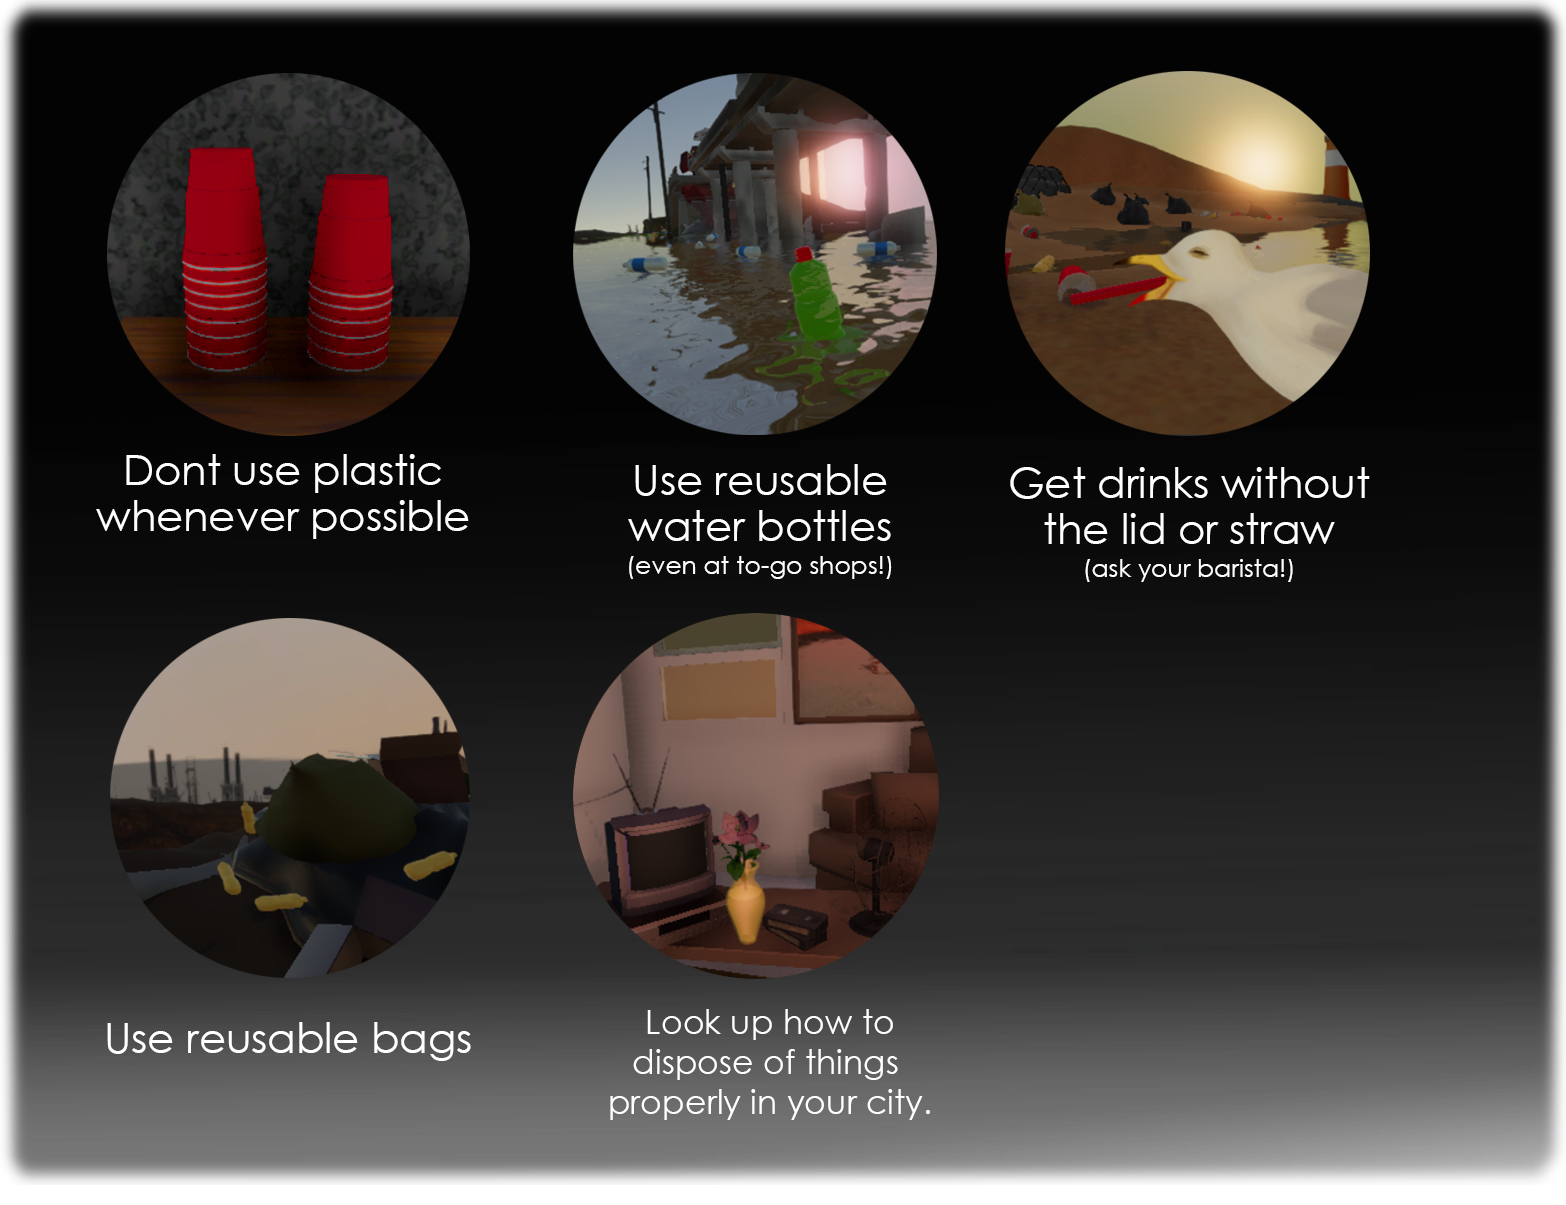 Dont use plastic
whenever possible
Use reusable
water bottles
(even at to-go shops!)
Get drinks without
the lid or straw
(ask your barista!)
Use reusable bags
Look up how to
dispose of things
properly in your city.